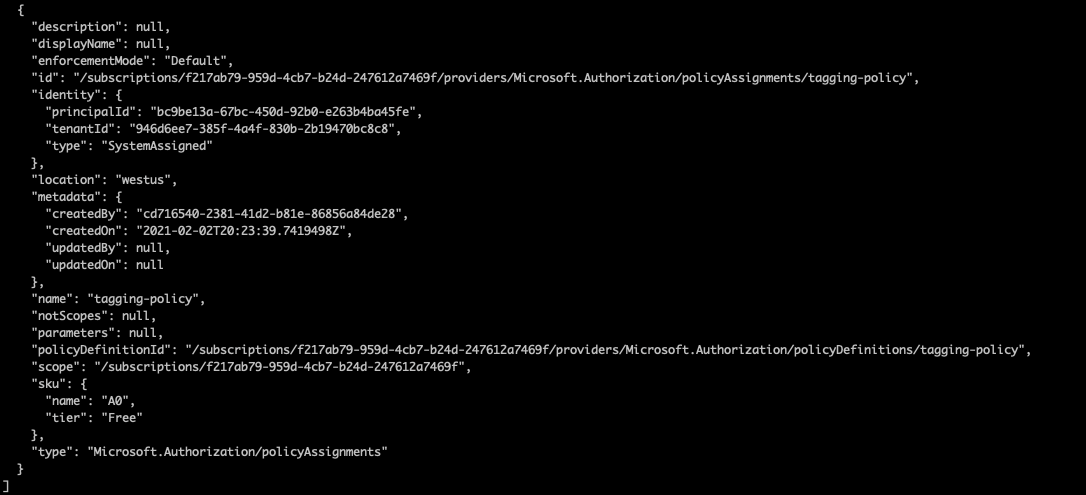 {
"description": null,
"displayName": null,
"enforcementMode": "Default",
"id": "/subscriptions/f217ab79-959d-4cb7-b24d-247612a7469f/providers/Microsoft.Authorization/policyAssignments/tagging-policy",
"identity": {
"principalId": "bc9be13a-67bc-450d-92b0-e263b4ba45fe",
"tenantId": "946d6ee7-385f-4a4f-830b-2b19470bc8c8",
"type": "SystemAssigned"
},
"location": "westus",
"metadata": {
"createdBy": "cd716540-2381-41d2-b81e-86856a84de28",
"createdOn": "2021-02-02T20:23:39.7419498Z",
"updatedBy": null,
"updatedOn": null
},
"name": "tagging-policy",
"notScopes": null,
"parameters": null,
"policyDefinitionId": "/subscriptions/f217ab79-959d-4cb7-b24d-247612a7469f/providers/Microsoft.Authorization/policyDefinitions/tagging-policy",
"scope": "/subscriptions/f217ab79-959d-4cb7-b24d-247612a7469f",
"sku": {
"name": "A0",
"tier": "Free"
},
"type": "Microsoft.Authorization/policyAssignments"
}
]